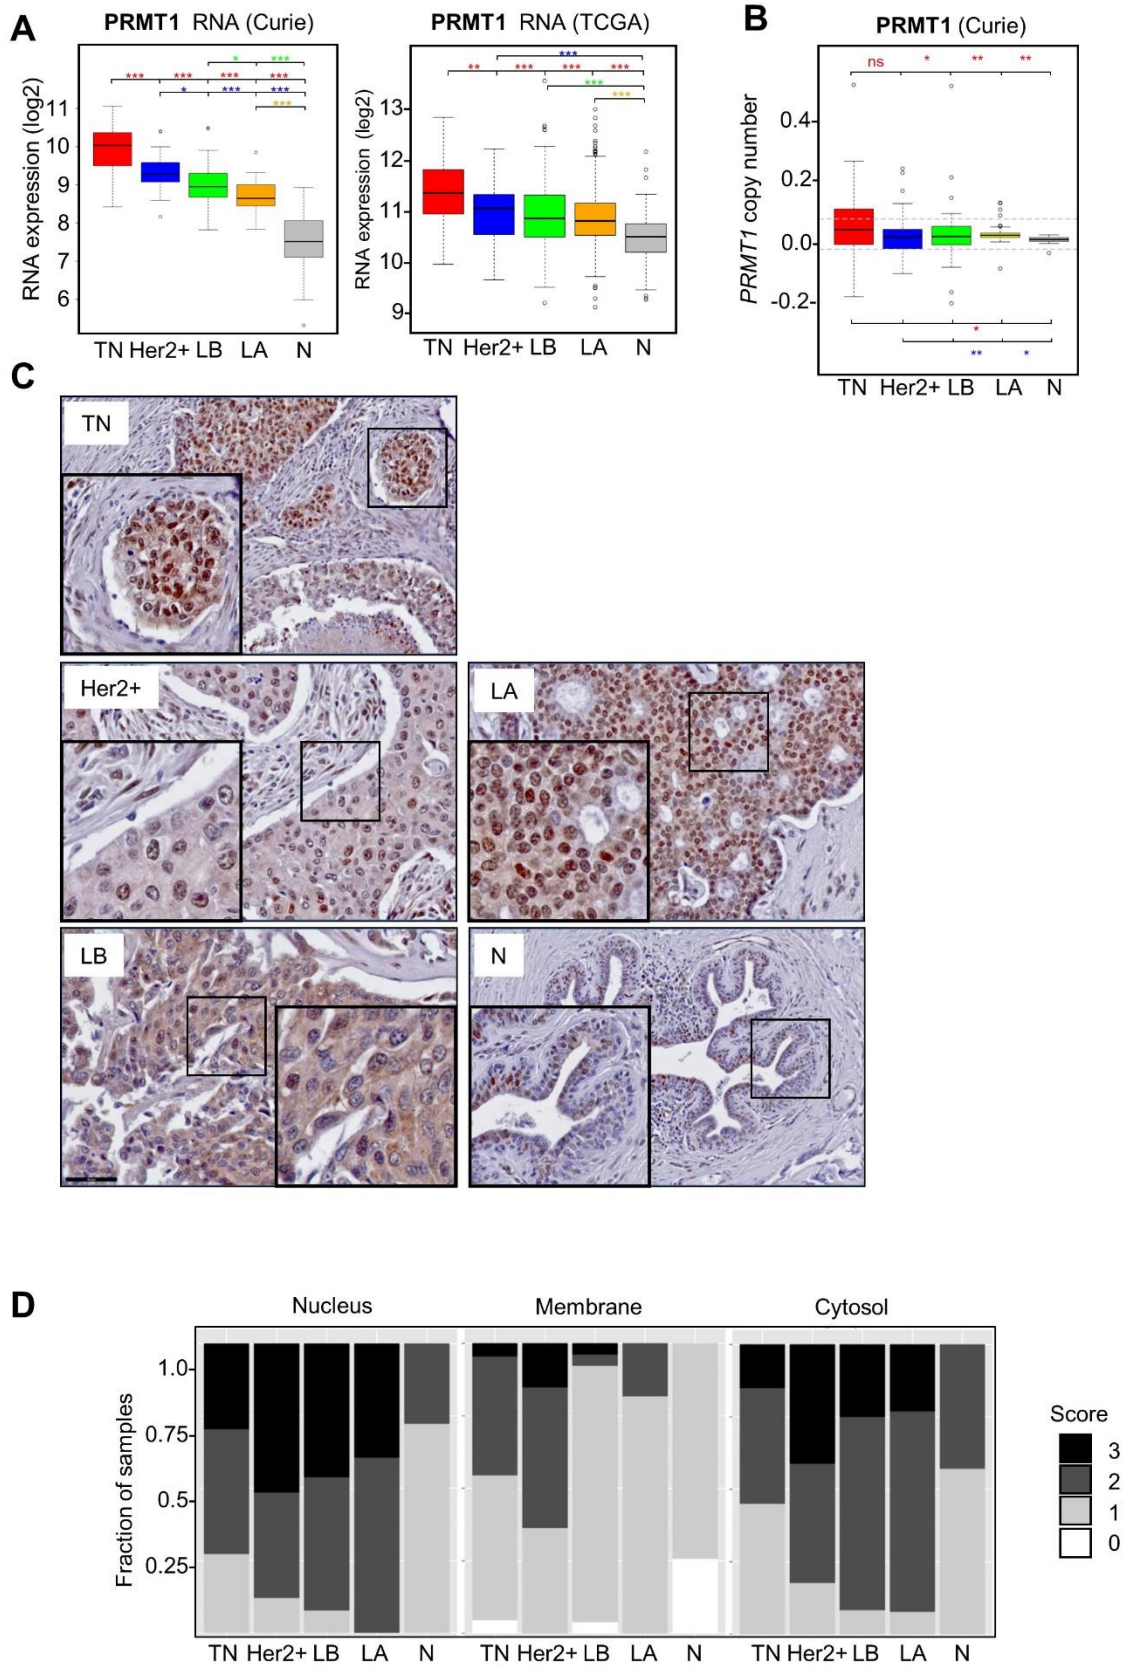 A
PRMT1 RNA (Curie)
RNA expression (log2)
* ***
*** *** *** ***
* *** ***
***
11
10
9
8
7
6
TN Her2+ LB LA N
PRMT1 RNA (TCGA)
RNA expression (log2)
***
** *** *** ***
***
***
13
12
11
10
9
TN Her2+ LB LA N
B
PRMT1 (Curie)
PRMT1 copy number
ns * ** **
0.4
0.2
0.0
-0.2
*
** *
TN Her2+ LB LA N
C
TN
Her2+
LA
LB
N
D
Nucleus Membrane Cytosol
Fraction of samples
1.0
0.75
0.5
0.25
TN Her2+ LB LA N TN Her2+ LB LA N TN Her2+ LB LA N
Score
3
2
1
0